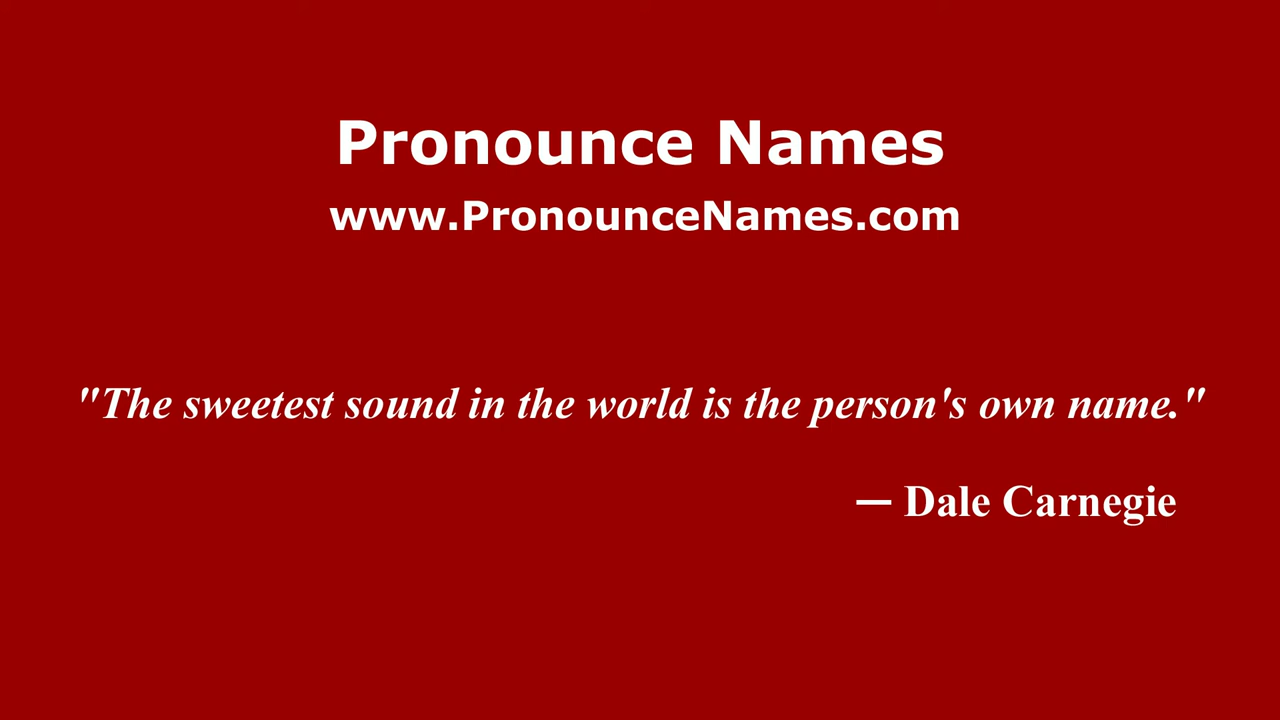 Pronounce Names
www.PronounceNames.com
"The sweetest sound in the world is the person's own name."
— Dale Carnegie